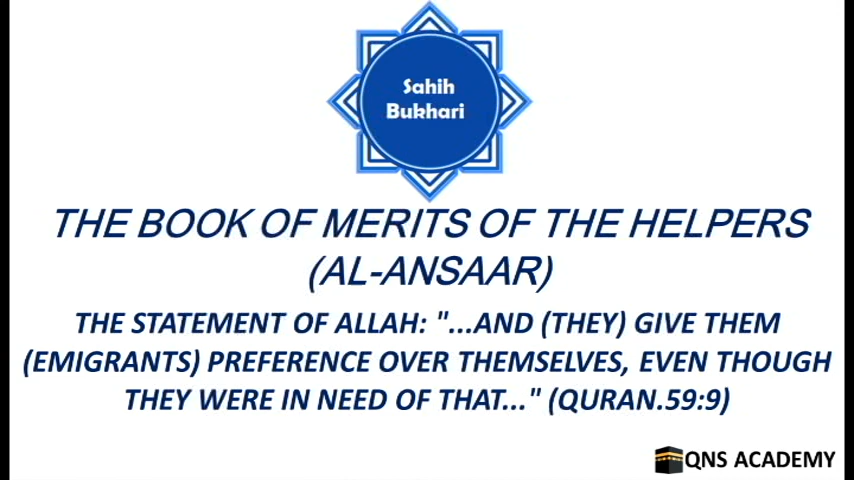 Sahih
Bukhari
THE BOOK OF MERITS OF THE HELPERS
(AL-ANSAAR)
THE STATEMENT OF ALLAH: "...AND (THEY) GIVE THEM
(EMIGRANTS) PREFERENCE OVER THEMSELVES, EVEN THOUGH
THEY WERE IN NEED OF THAT..." (QURAN.59:9)
QNS ACADEMY